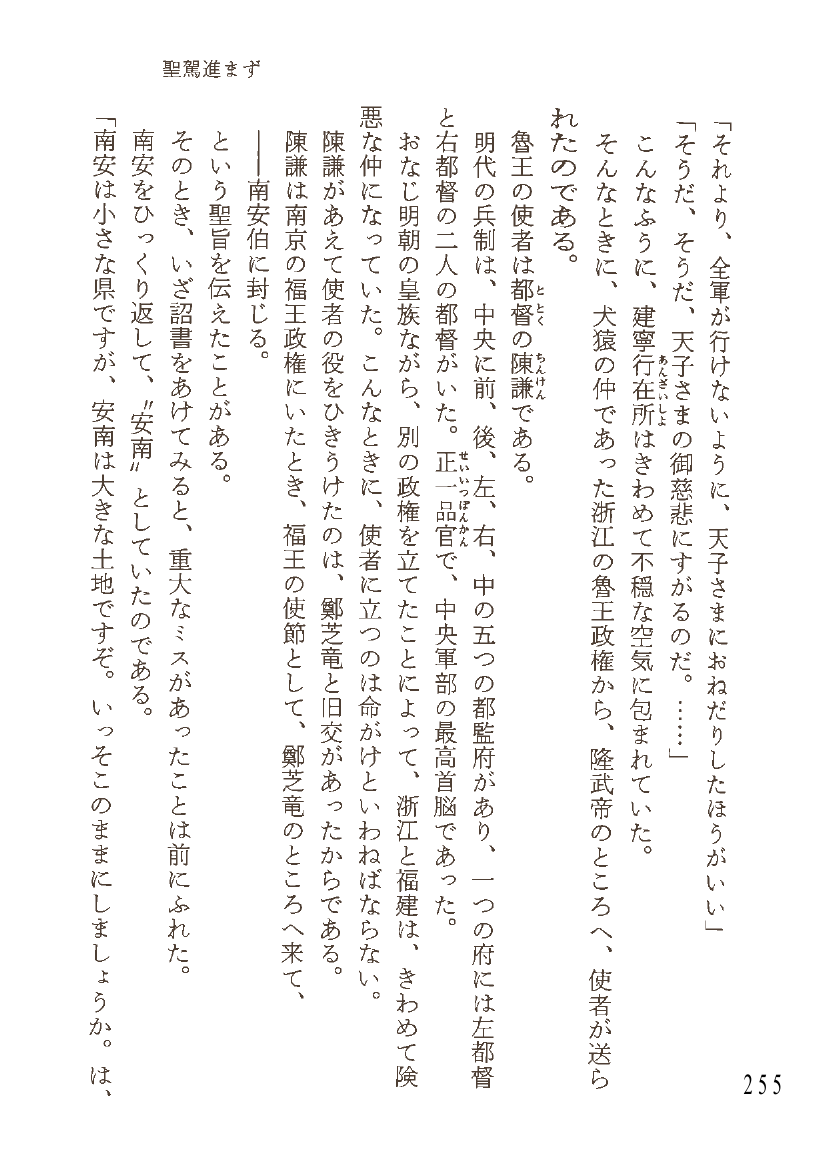 聖駕進まず
「それより、全軍が行けないように、天子さまにおねだりしたほうがいい」
「そうだ、そうだ、天子さまの御慈悲にすがるのだ。……」
こんなふうに、建寧行在所はきわめて不穏な空気に包まれていた。
あんざいしよ
そんなときに、犬猿の仲であった浙江の魯王政権から、隆武帝のところへ、使者が送ら
れたのである。
魯王の使者は都督の陳謙である。
ととく
ちんけん
明代の兵制は、中央に前、後、左、右、中の五つの都監府があり、一つの府には左都督
と右都督の二人の都督がいた。正一品官で、中央軍部の最高首脳であった。
せいいつぽんかん
おなじ明朝の皇族ながら、別の政権を立てたことによって、浙江と福建は、きわめて険
悪な仲になっていた。こんなときに、使者に立つのは命がけといわねばならない。
陳謙があえて使者の役をひきうけたのは、鄭芝竜と旧交があったからである。
陳謙は南京の福王政権にいたとき、福王の使節として、鄭芝竜のところへ来て、
――南安伯に封じる。
という聖旨を伝えたことがある。
そのとき、いざ詔書をあけてみると、重大なミスがあったことは前にふれた。
南安をひっくり返して、〝安南〟としていたのである。
「南安は小さな県ですが、安南は大きな土地ですぞ。いっそこのままにしましょうか。は、
255